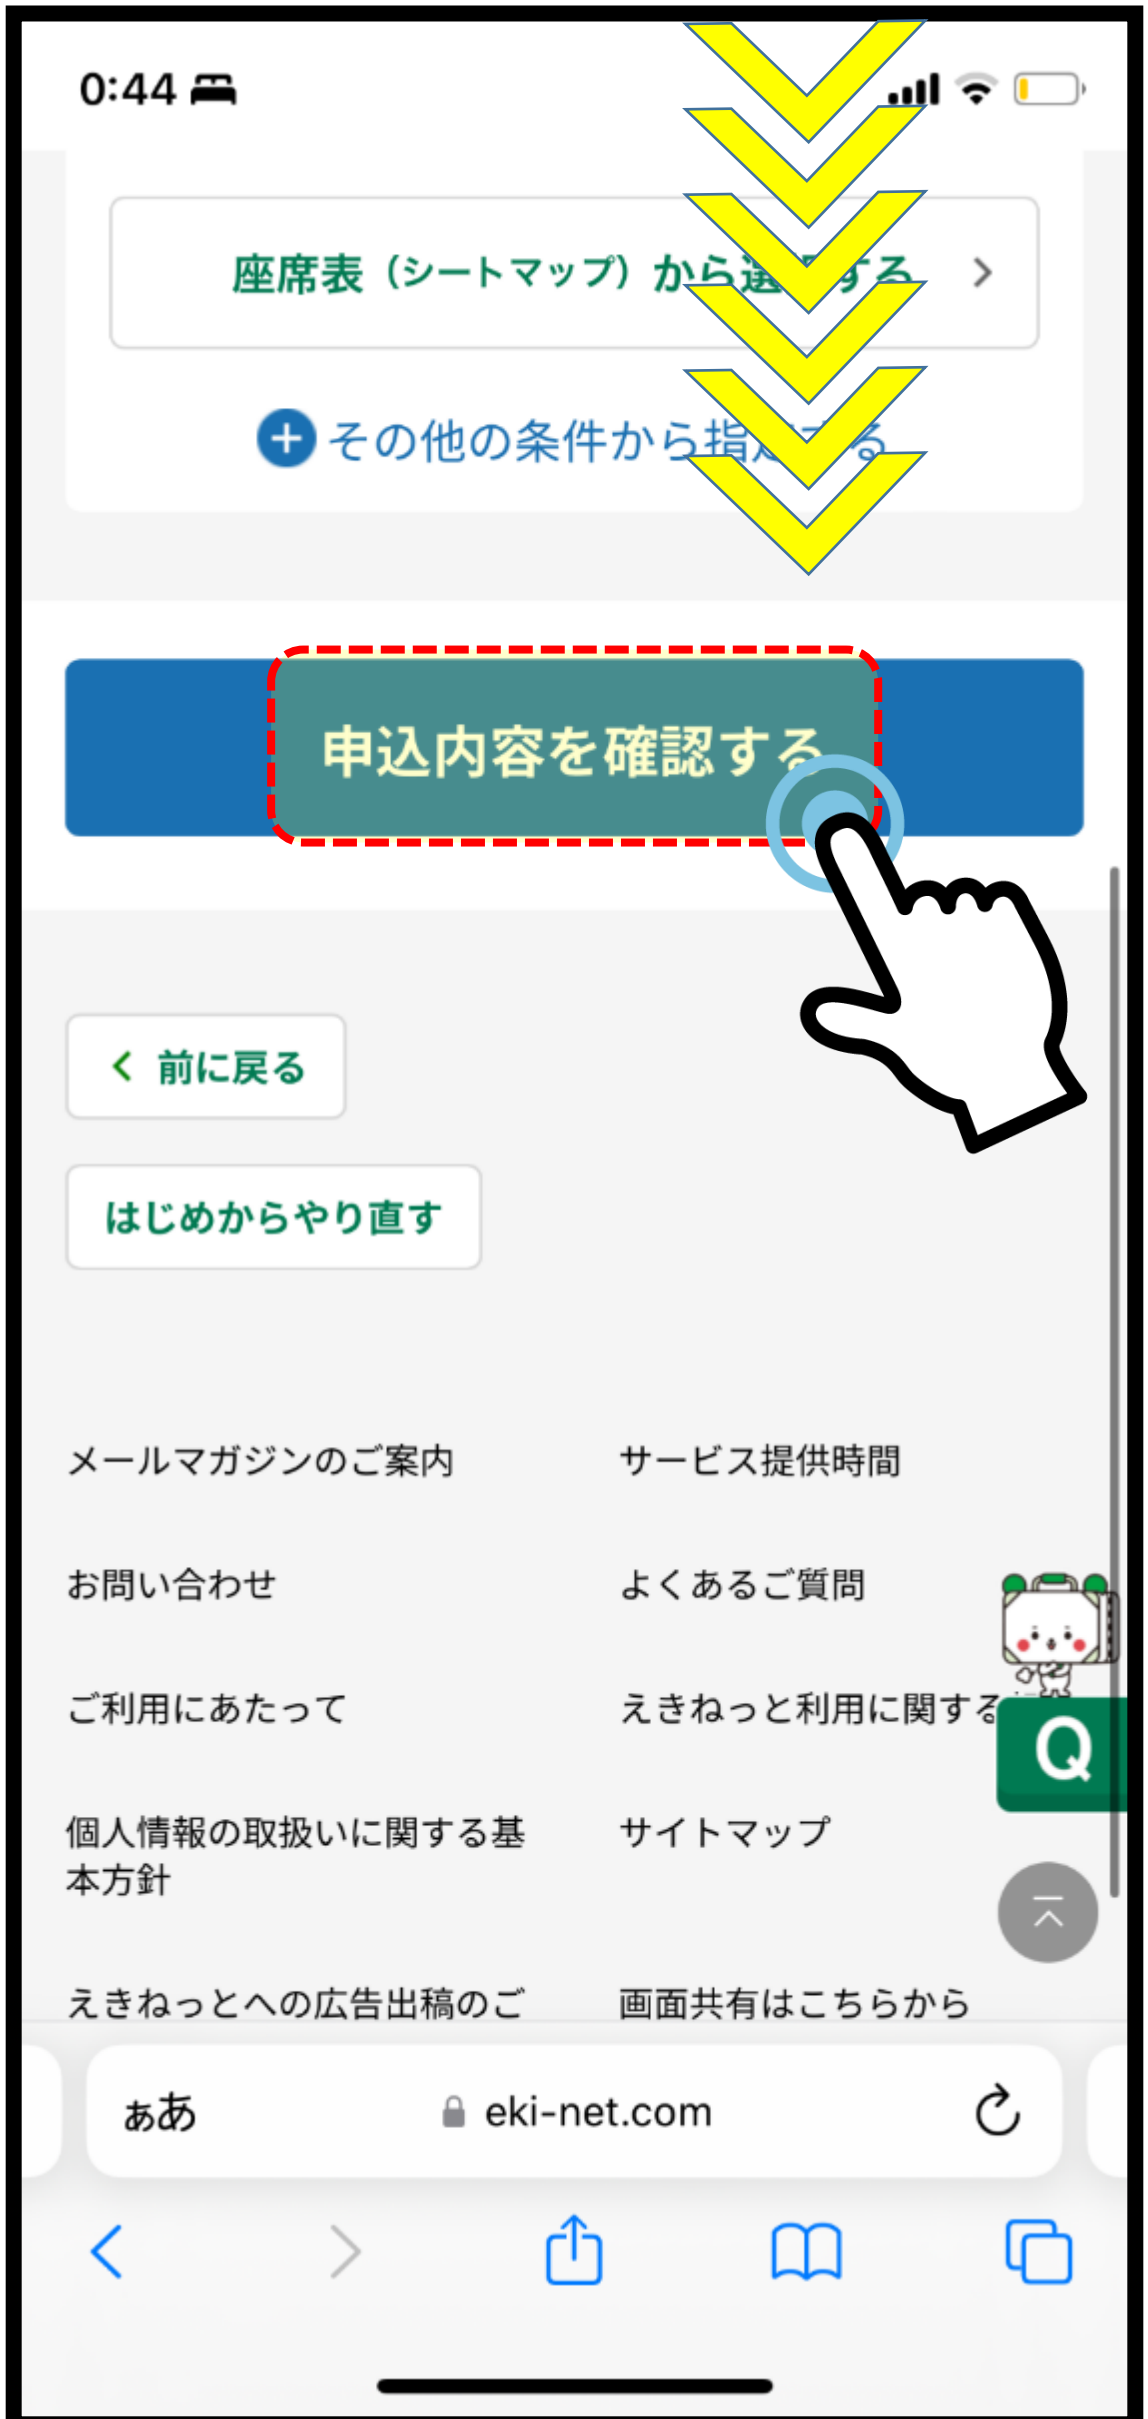 0:44
座席表（シートマップ）から選 する
その他の条件から指定する
申込内容を確認する
前に戻る
はじめからやり直す
メールマガジンのご案内
サービス提供時間
お問い合わせ
よくあるご質問
ご利用にあたって
えきねっと利用に関する
Q
個人情報の取扱いに関する基
本方針
サイトマップ
えきねっとへの広告出稿のご
画面共有はこちらから
ぁあ
eki-net.com